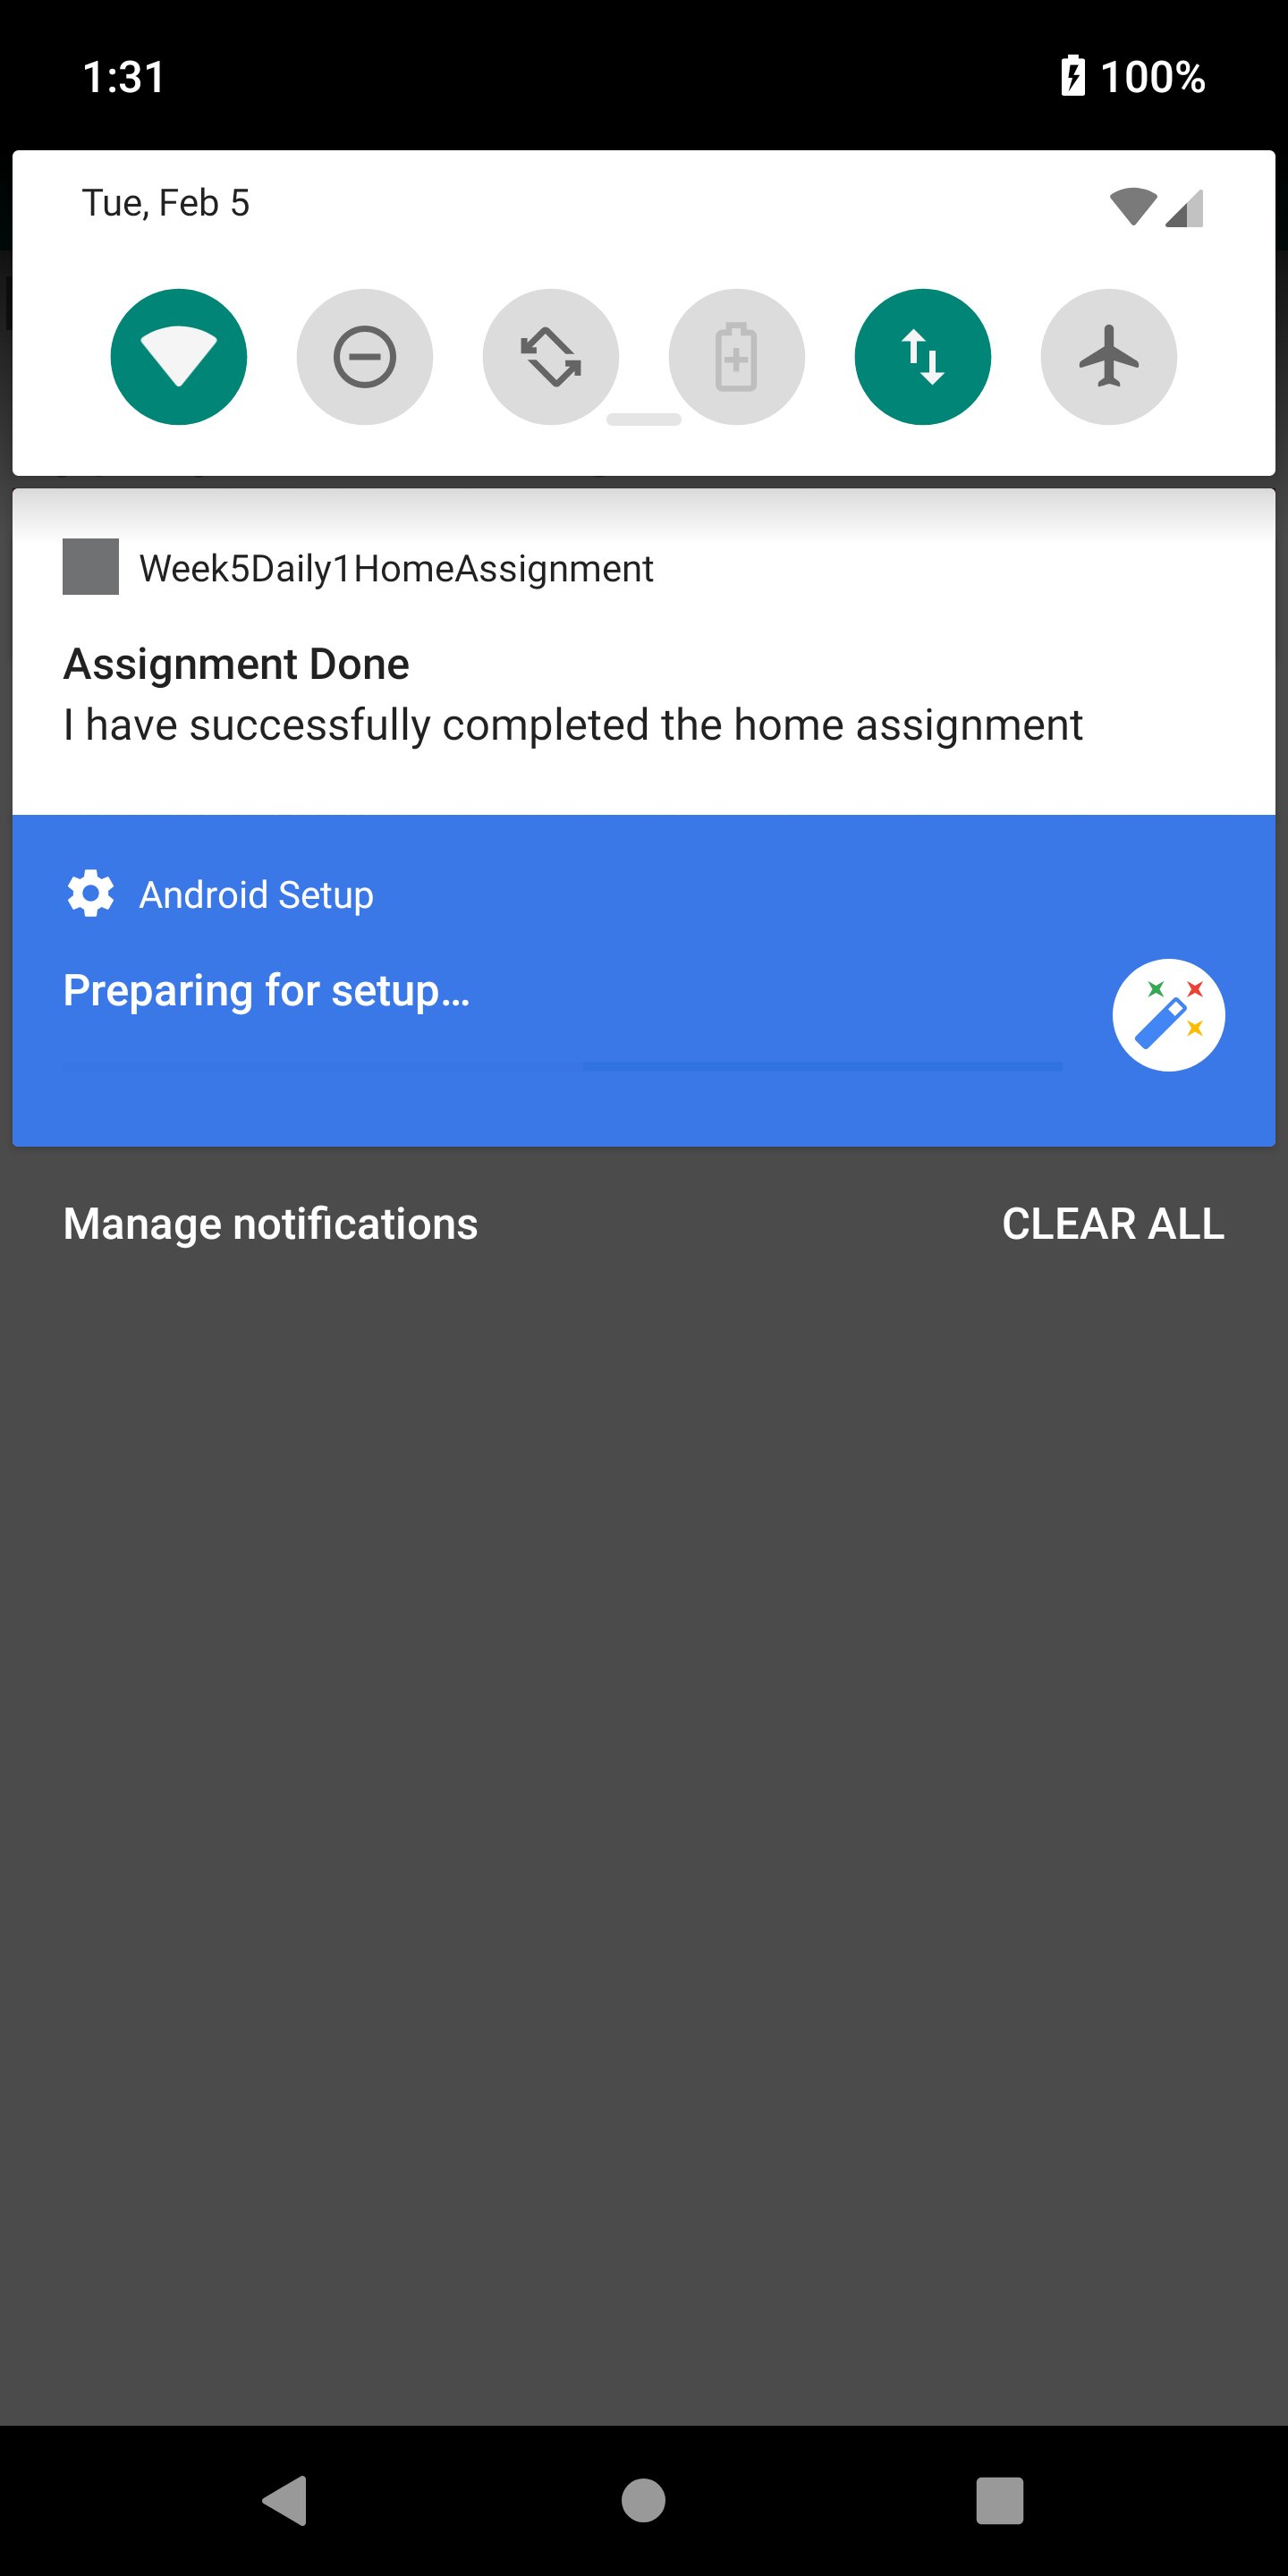 1:31
100%
Tue, Feb 5
Week5Daily1HomeAssignment
Assignment Done
I have successfully completed the home assignment
Android Setup
Preparing for setup…
Manage notifications
CLEAR ALL